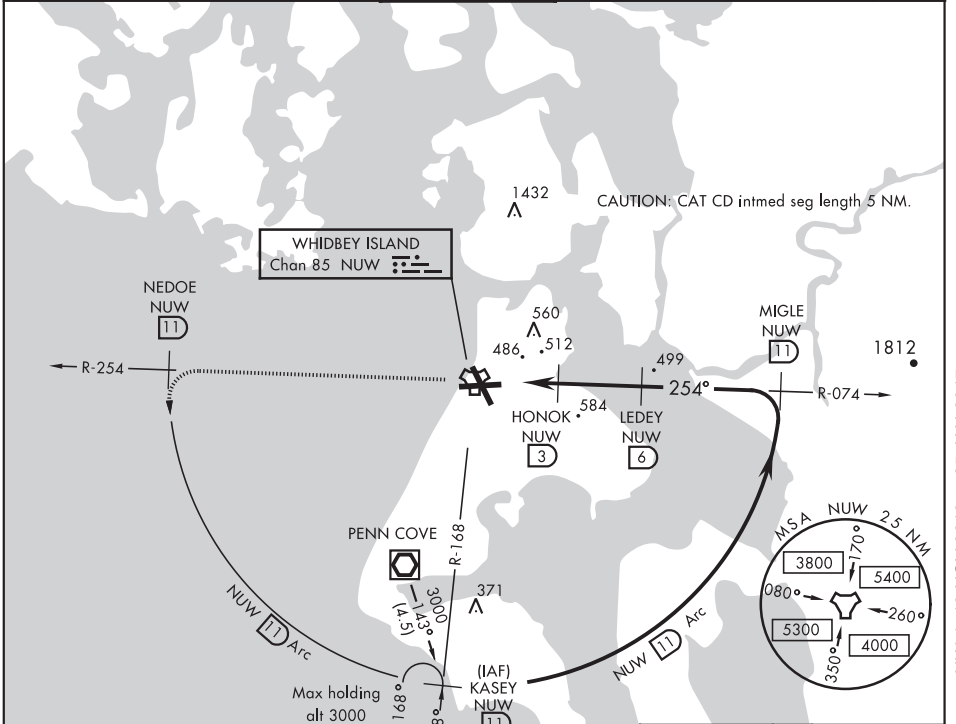 1432
CAUTION: CAT CD intmed seg length 5 NM.
WHIDBEY ISLAND
Chan 85 NUW
NEDOE
NUW
11
560
486
512
MIGLE
NUW
11
499
1812
R-254
254°
R-074
584
HONOK
NUW
3
LEDEY
NUW
6
R-168
PENN COVE
3000
143°
(4.5)
371
MSA NUW 25 NM
3800
170°
5400
080°
260°
5300
4000
350°
NUW 11 Arc
NUW 11 Arc
(IAF)
KASEY
NUW
11
Max holding
alt 3000
168°